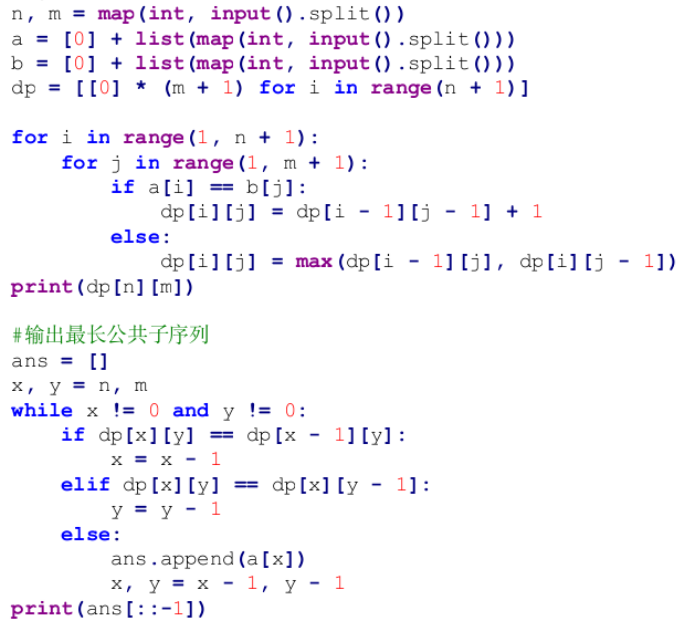 n, m = map(int, input().split())
a = [0] + list(map(int, input().split()))
b = [0] + list(map(int, input().split()))
dp = [[0] * (m + 1) for i in range(n + 1)]

for i in range(1, n + 1):
    for j in range(1, m + 1):
        if a[i] == b[j]:
            dp[i][j] = dp[i - 1][j - 1] + 1
        else:
            dp[i][j] = max(dp[i - 1][j], dp[i][j - 1])
print(dp[n][m])

#输出最长公共子序列
ans = []
x, y = n, m
while x != 0 and y != 0:
    if dp[x][y] == dp[x - 1][y]:
        x = x - 1
    elif dp[x][y] == dp[x][y - 1]:
        y = y - 1
    else:
        ans.append(a[x])
        x, y = x - 1, y - 1
print(ans[::-1])